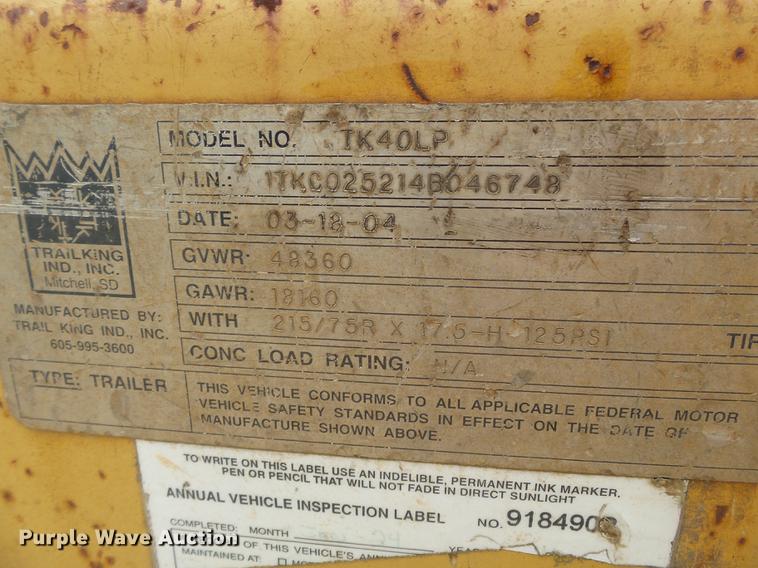 MODEL NO. TK40LP
V.I.N.: 1TKC025214B046748
DATE: 03-18-04
TRAILKING
IND., INC.
Mitchell, SD
GVWR: 48360
GAWR: 18160
WITH 215/75R X 17.5-H 125PSI TIR
MANUFACTURED BY:
TRAIL KING IND., INC.
605-995-3600
CONC LOAD RATING: N/A
TYPE: TRAILER
THIS VEHICLE CONFORMS TO ALL APPLICABLE FEDERAL MOTOR
VEHICLE SAFETY STANDARDS IN EFFECT ON THE DATE OF
MANUFACTURE SHOWN ABOVE.
TO WRITE ON THIS LABEL USE AN INDELIBLE, PERMANENT INK MARKER.
PEN OR PENCIL THAT WILL NOT FADE IN DIRECT SUNLIGHT
ANNUAL VEHICLE INSPECTION LABEL NO. 918490
COMPLETED: MONTH
OF THIS VEHICLE'S
MAINTAINED AT:
Purple Wave Auction